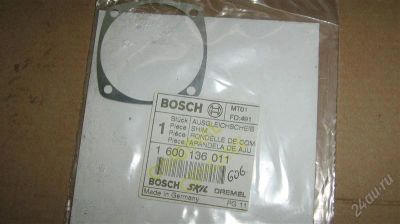 BOSCH
MT01
FD:491
Stück AUSGLEICHSCHEIB
1 Piece SHIM
Pièce RONDELLE DE COM
Pieza ARANDELA DE AJU
1 600 136 011
606
BOSCH SKIL DREMEL
Made in Germany
PG 11
24au.ru